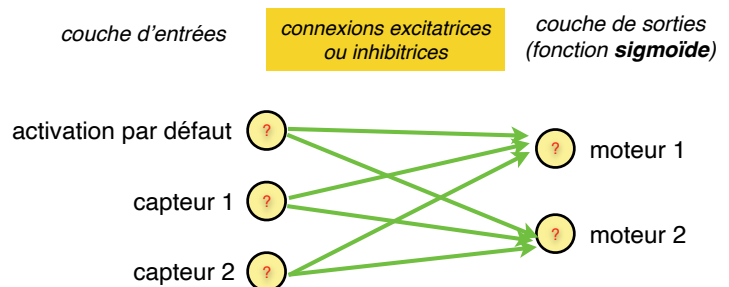 couche d'entrées
connexions excitatrices
ou inhibitrices
couche de sorties
(fonction sigmoïde)
activation par défaut
?
?
moteur 1
capteur 1
?
?
moteur 2
capteur 2
?